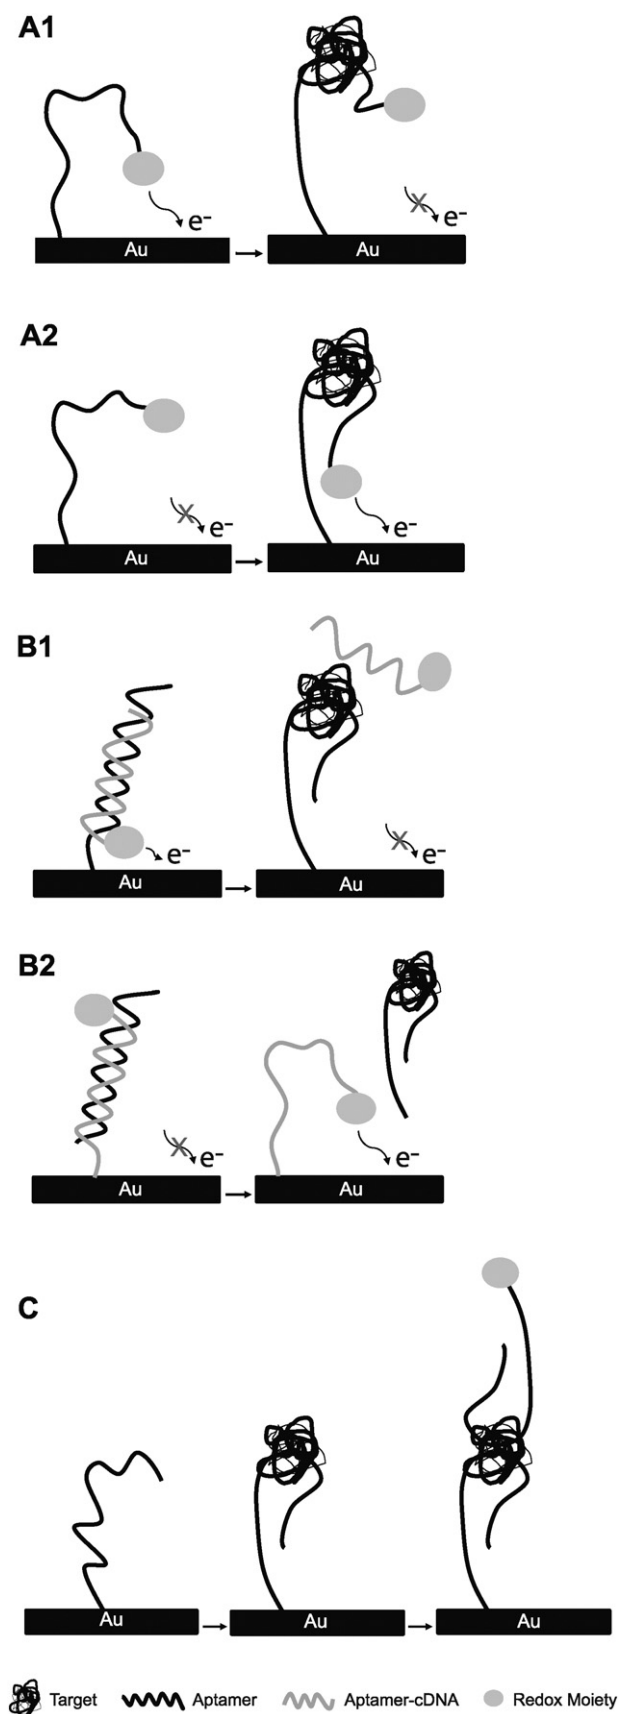 A1
e-
Au
Au
e-
A2
e-
Au
Au
e-
B1
e-
Au
Au
e-
B2
e-
Au
Au
e-
C
Au
Au
Au
Target Aptamer Aptamer-cDNA Redox Moiety